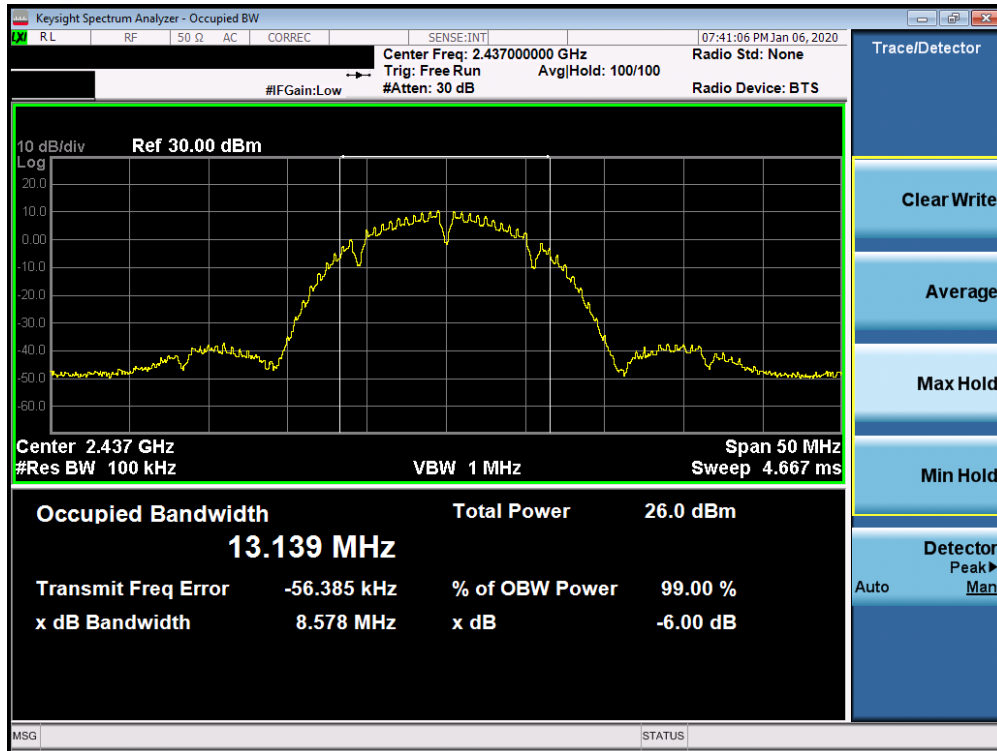 Keysight Spectrum Analyzer - Occupied BW
LXI RL RF 50 Ω AC CORREC SENSE:INT 07:41:06 PM Jan 06, 2020
Center Freq: 2.437000000 GHz Radio Std: None
Trig: Free Run Avg|Hold: 100/100
#IFGain:Low #Atten: 30 dB Radio Device: BTS
10 dB/div Ref 30.00 dBm
Log
20.0
10.0
0.00
-10.0
-20.0
-30.0
-40.0
-50.0
-60.0
Center 2.437 GHz Span 50 MHz
#Res BW 100 kHz VBW 1 MHz Sweep 4.667 ms
Occupied Bandwidth Total Power 26.0 dBm
13.139 MHz
Transmit Freq Error -56.385 kHz % of OBW Power 99.00 %
x dB Bandwidth 8.578 MHz x dB -6.00 dB
MSG STATUS
Trace/Detector
Clear Write
Average
Max Hold
Min Hold
Detector
Peak▶
Auto Man